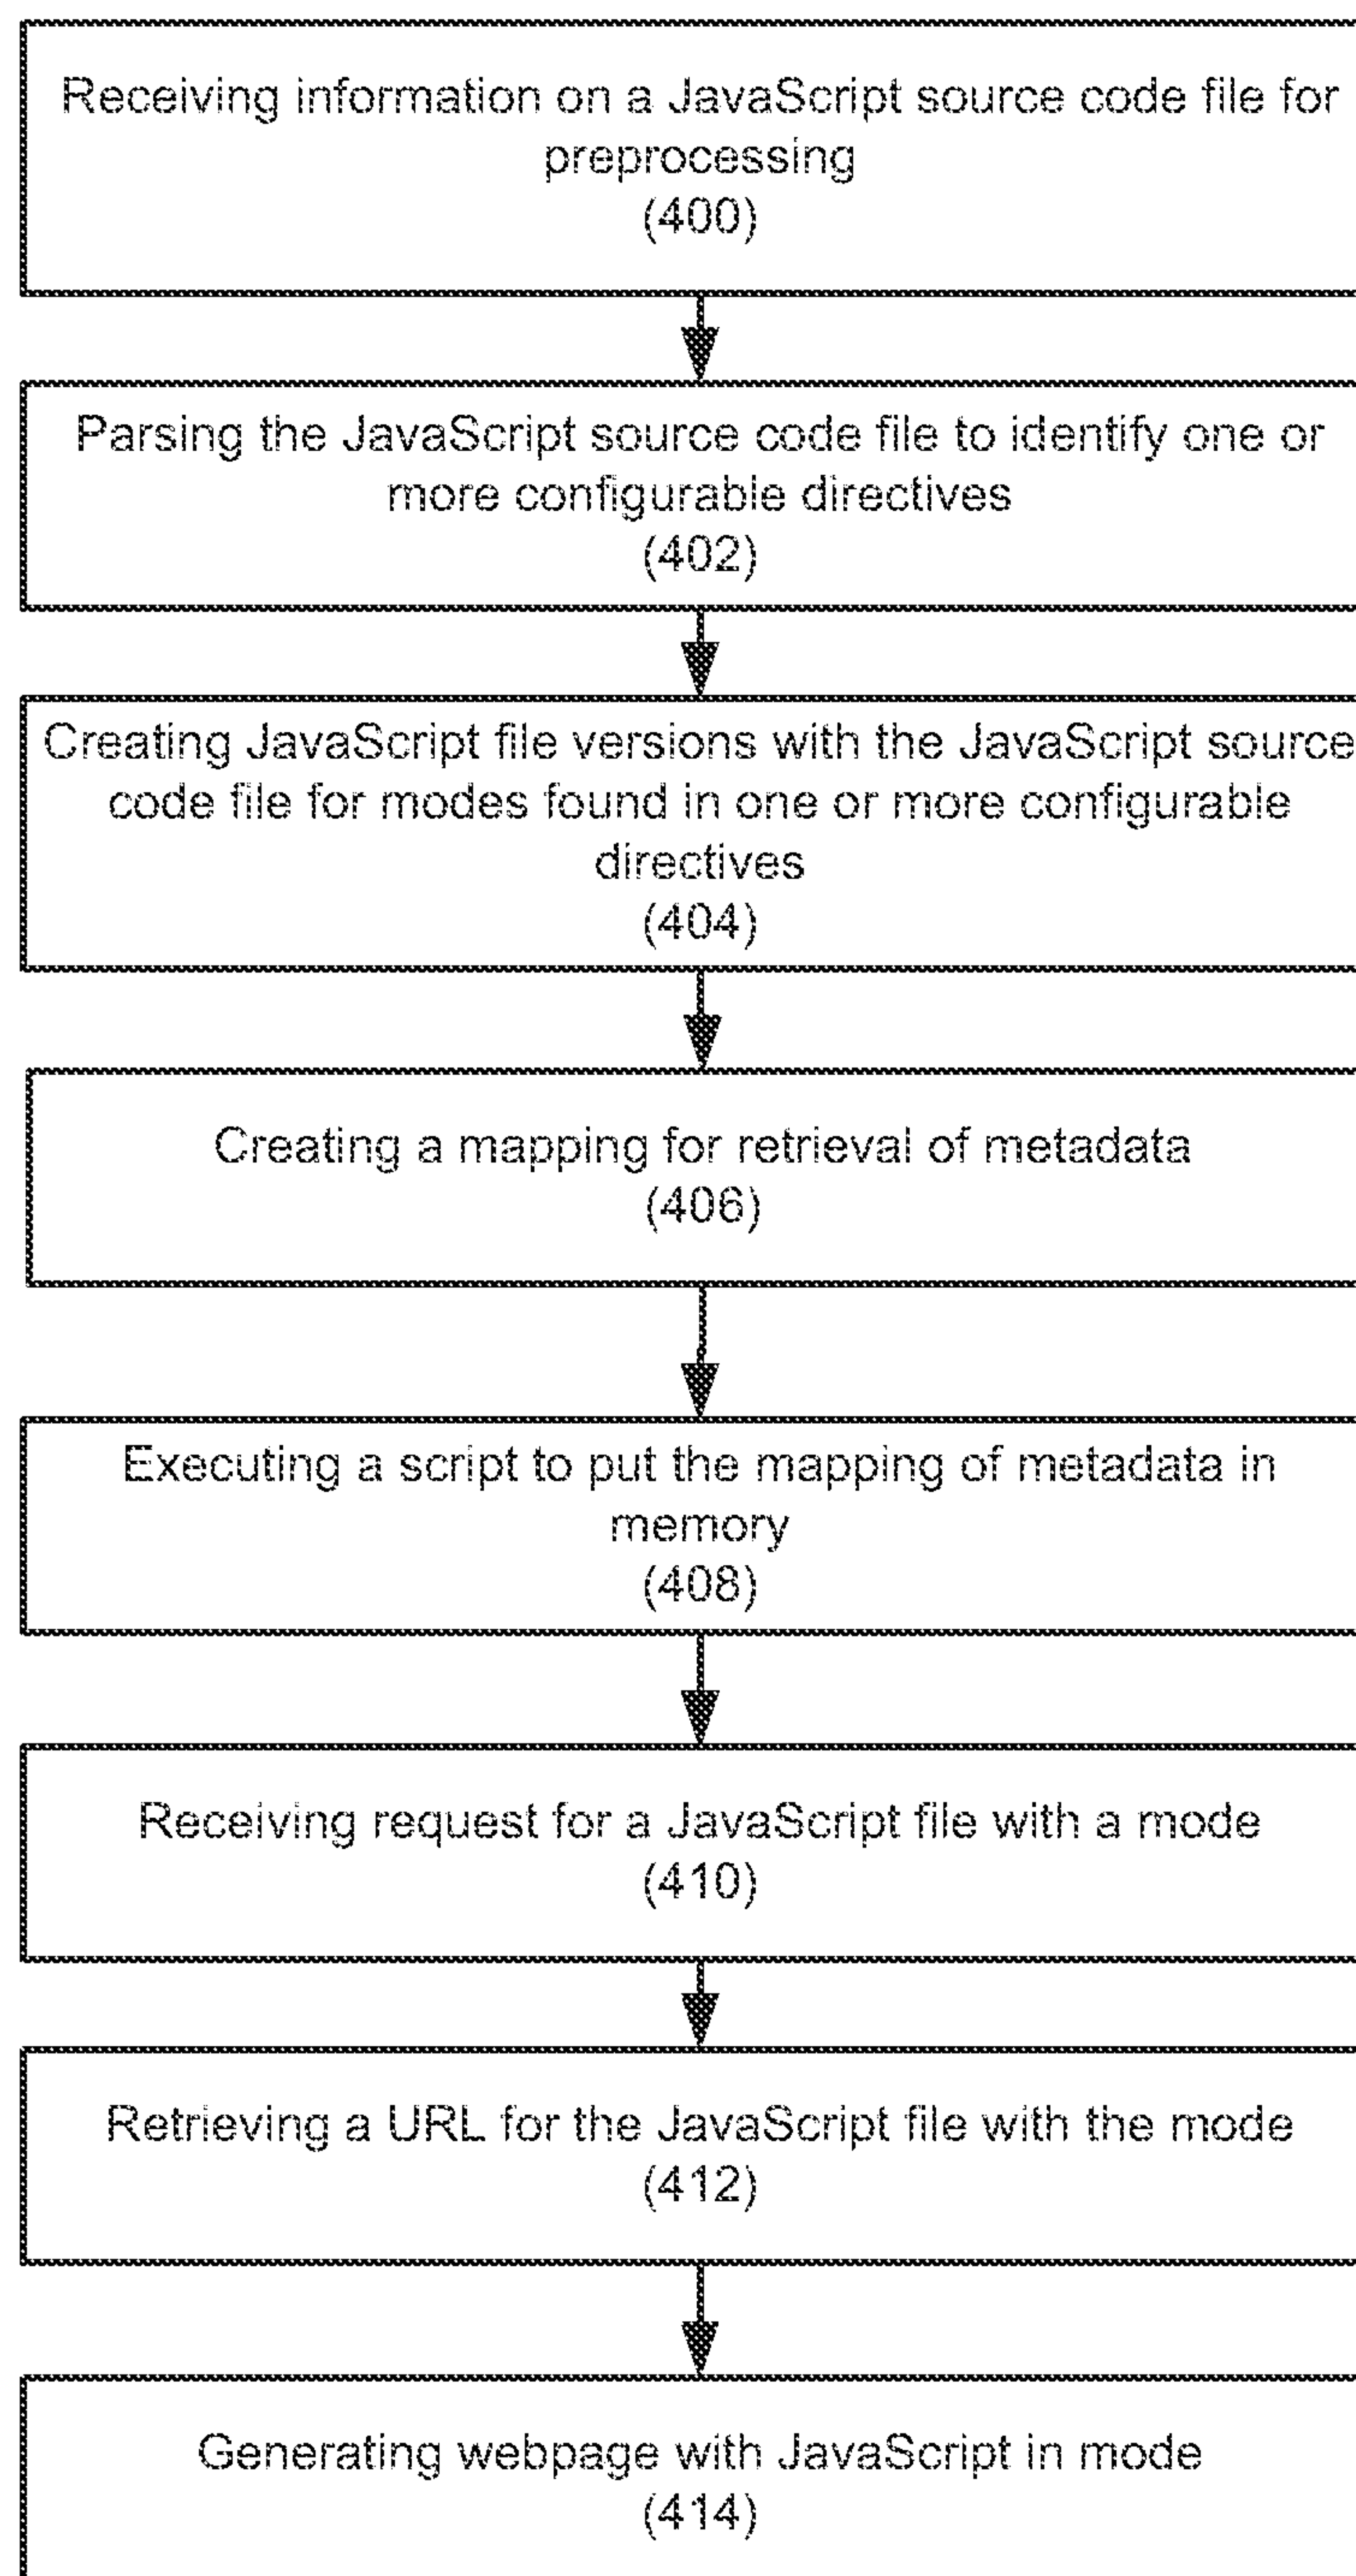 Receiving information on a JavaScript source code file for
preprocessing
(400)
Parsing the JavaScript source code file to identify one or
more configurable directives
(402)
Creating JavaScript file versions with the JavaScript source
code file for modes found in one or more configurable
directives
(404)
Creating a mapping for retrieval of metadata
(406)
Executing a script to put the mapping of metadata in
memory
(408)
Receiving request for a JavaScript file with a mode
(410)
Retrieving a URL for the JavaScript file with the mode
(412)
Generating webpage with JavaScript in mode
(414)